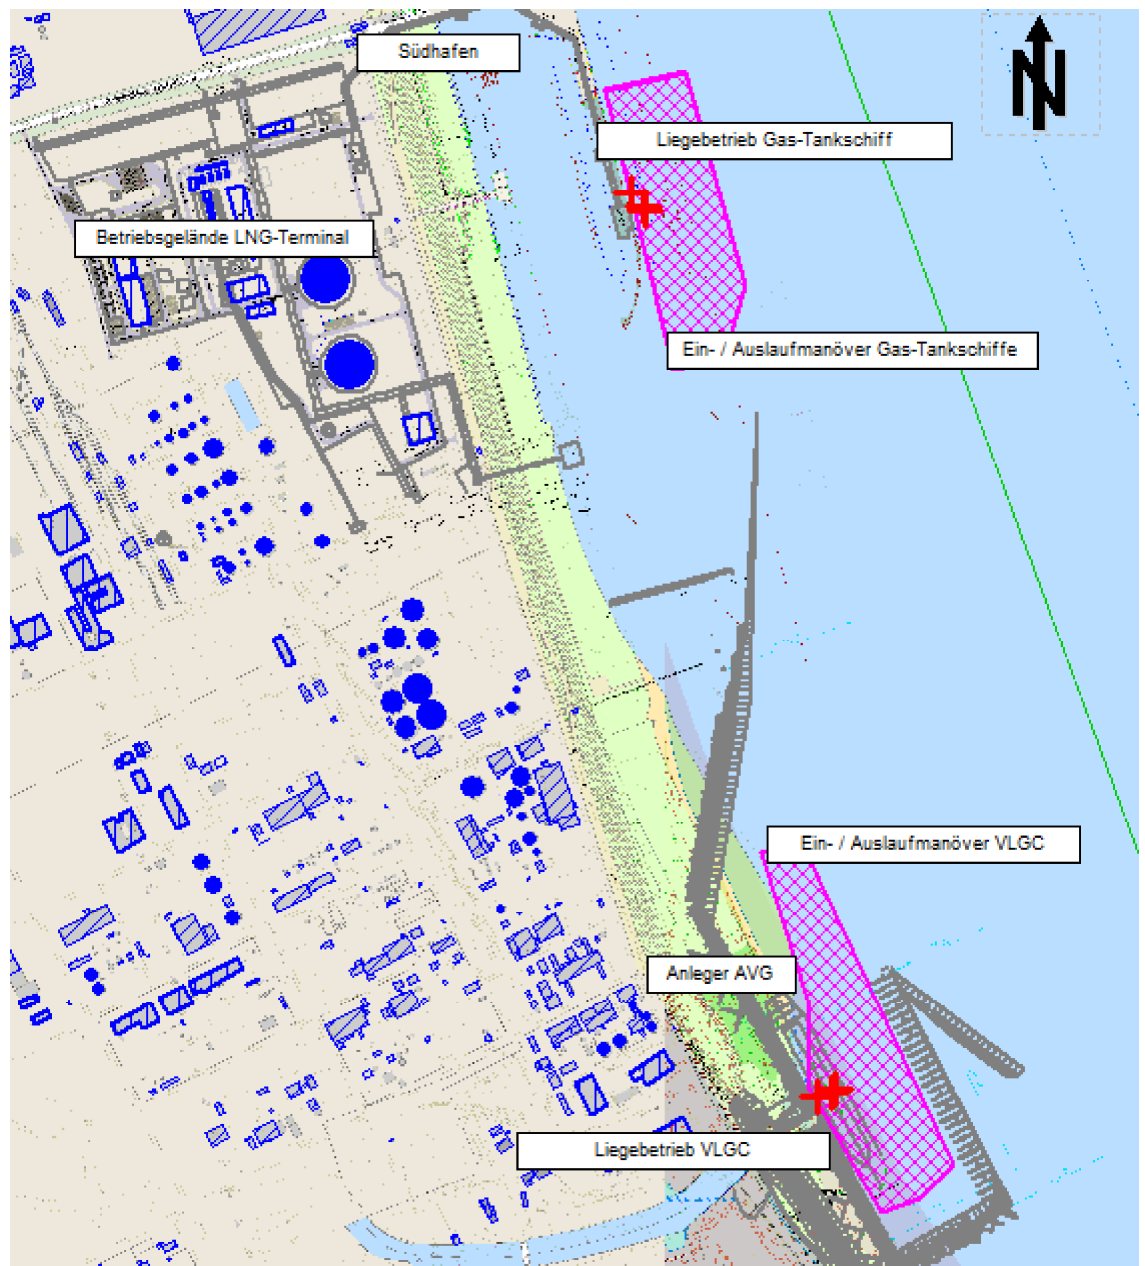 Südhafen
N
Liegebetrieb Gas-Tankschiff
Betriebsgelände LNG-Terminal
Ein- / Auslaufmanöver Gas-Tankschiffe
Ein- / Auslaufmanöver VLGC
Anleger AVG
Liegebetrieb VLGC